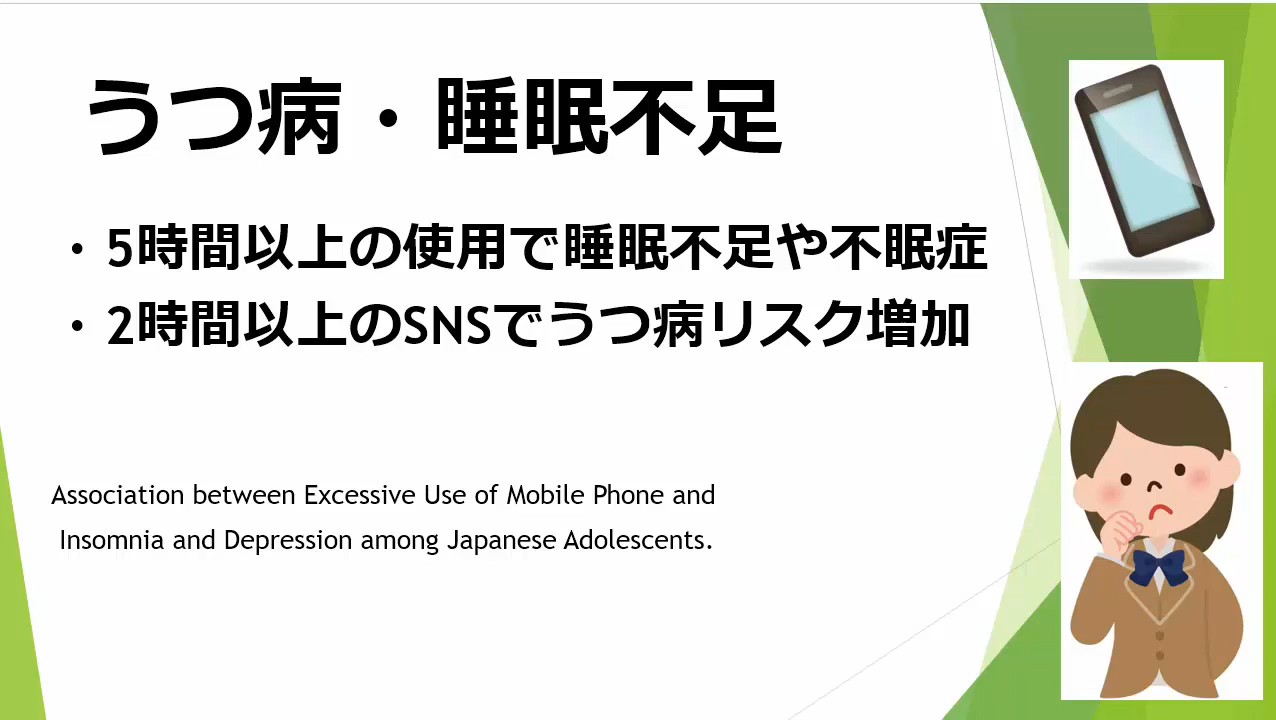 うつ病・睡眠不足
・5時間以上の使用で睡眠不足や不眠症
・2時間以上のSNSでうつ病リスク増加
Association between Excessive Use of Mobile Phone and
Insomnia and Depression among Japanese Adolescents.